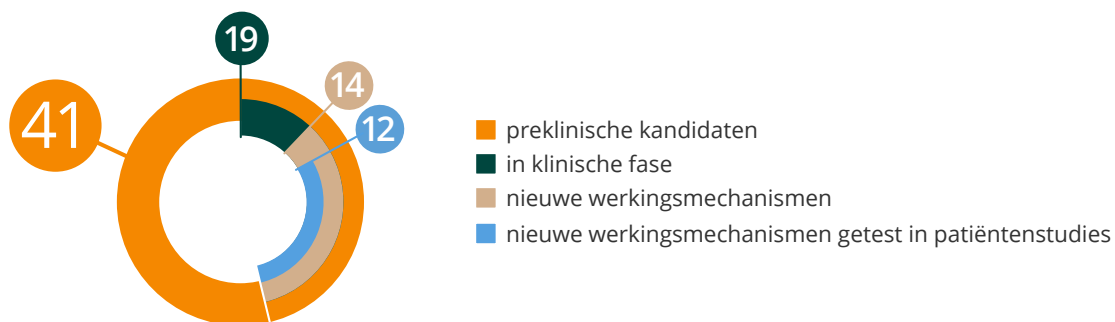 19
14
41
12
preklinische kandidaten
in klinische fase
nieuwe werkingsmechanismen
nieuwe werkingsmechanismen getest in patiëntenstudies